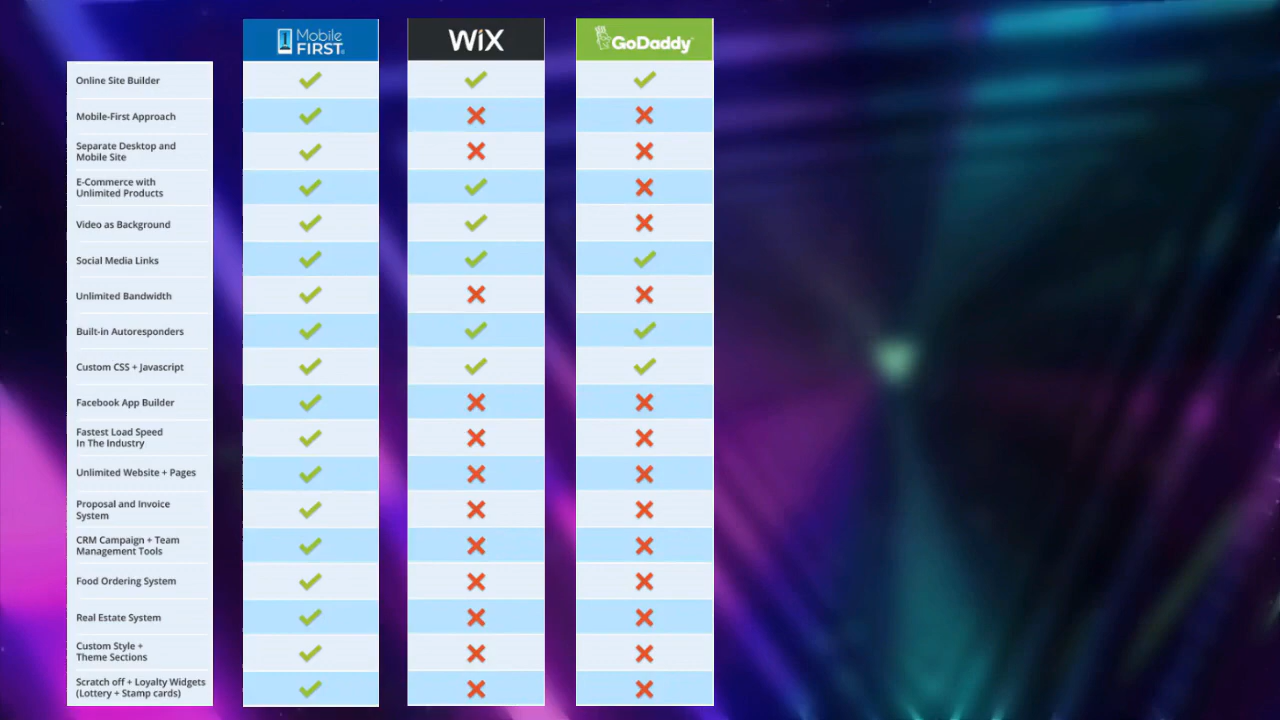 Mobile
FIRST
WiX
GoDaddy
Online Site Builder
Mobile-First Approach
Separate Desktop and
Mobile Site
E-Commerce with
Unlimited Products
Video as Background
Social Media Links
Unlimited Bandwidth
Built-in Autoresponders
Custom CSS + Javascript
Facebook App Builder
Fastest Load Speed
In The Industry
Unlimited Website + Pages
Proposal and Invoice
System
CRM Campaign + Team
Management Tools
Food Ordering System
Real Estate System
Custom Style +
Theme Sections
Scratch off + Loyalty Widgets
(Lottery + Stamp cards)